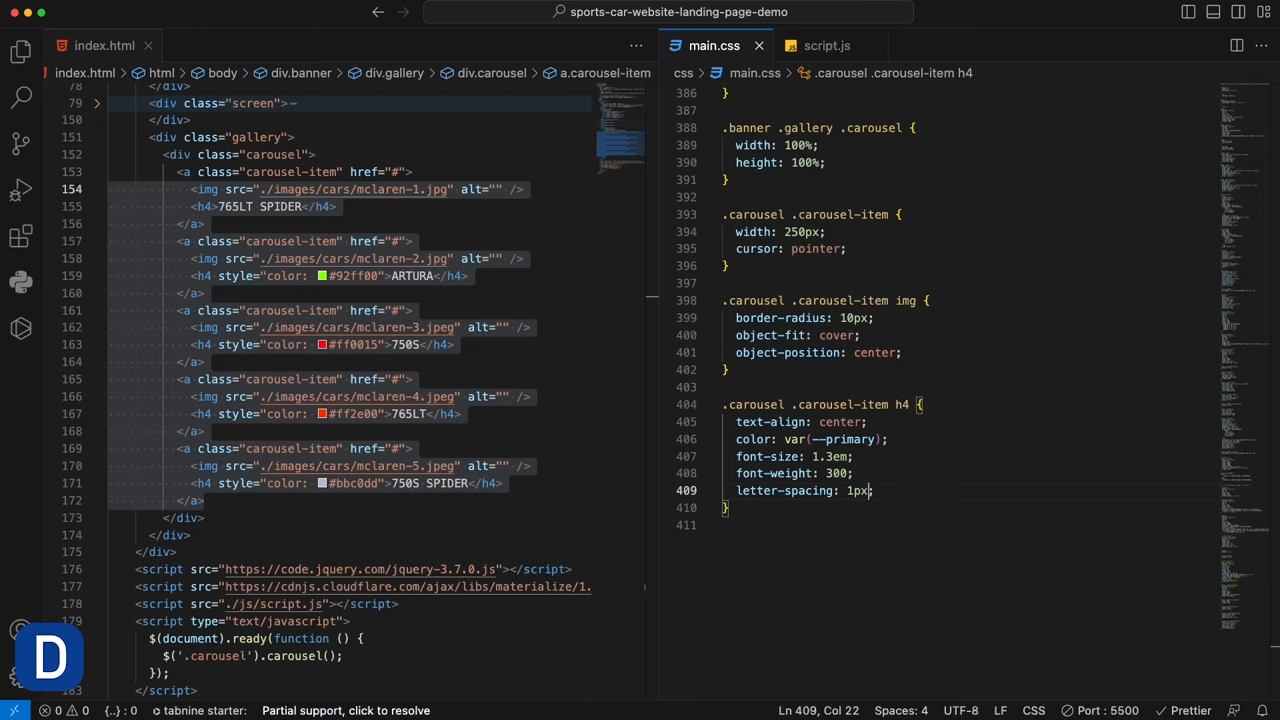 sports-car-website-landing-page-demo
index.html
index.html > html > body > div.banner > div.gallery > div.carousel > a.carousel-item
78 </div>
79 <div class="screen">
150 </div>
151 <div class="gallery">
152 <div class="carousel">
153 <a class="carousel-item" href="#">
154 <img src="./images/cars/mclaren-1.jpg" alt="" />
155 <h4>765LT SPIDER</h4>
156 </a>
157 <a class="carousel-item" href="#">
158 <img src="./images/cars/mclaren-2.jpg" alt="" />
159 <h4 style="color: #92ff00">ARTURA</h4>
160 </a>
161 <a class="carousel-item" href="#">
162 <img src="./images/cars/mclaren-3.jpeg" alt="" />
163 <h4 style="color: #ff0015">750S</h4>
164 </a>
165 <a class="carousel-item" href="#">
166 <img src="./images/cars/mclaren-4.jpeg" alt="" />
167 <h4 style="color: #ff2e00">765LT</h4>
168 </a>
169 <a class="carousel-item" href="#">
170 <img src="./images/cars/mclaren-5.jpeg" alt="" />
171 <h4 style="color: #bbc0dd">750S SPIDER</h4>
172 </a>
173 </div>
174 </div>
175 </div>
176 <script src="https://code.jquery.com/jquery-3.7.0.js"></script>
177 <script src="https://cdnjs.cloudflare.com/ajax/libs/materialize/1.
178 <script src="./js/script.js"></script>
179 <script type="text/javascript">
$(document).ready(function () {
$('.carousel').carousel();
});
183 </script>
main.css
script.js
css > main.css > .carousel .carousel-item h4
386 }
387
388 .banner .gallery .carousel {
389 width: 100%;
390 height: 100%;
391 }
392
393 .carousel .carousel-item {
394 width: 250px;
395 cursor: pointer;
396 }
397
398 .carousel .carousel-item img {
399 border-radius: 10px;
400 object-fit: cover;
401 object-position: center;
402 }
403
404 .carousel .carousel-item h4 {
405 text-align: center;
406 color: var(--primary);
407 font-size: 1.3em;
408 font-weight: 300;
409 letter-spacing: 1px;
410 }
411
D
0 0 {..} : 0 tabnine starter: Partial support, click to resolve Ln 409, Col 22 Spaces: 4 UTF-8 LF CSS Port : 5500 Prettier